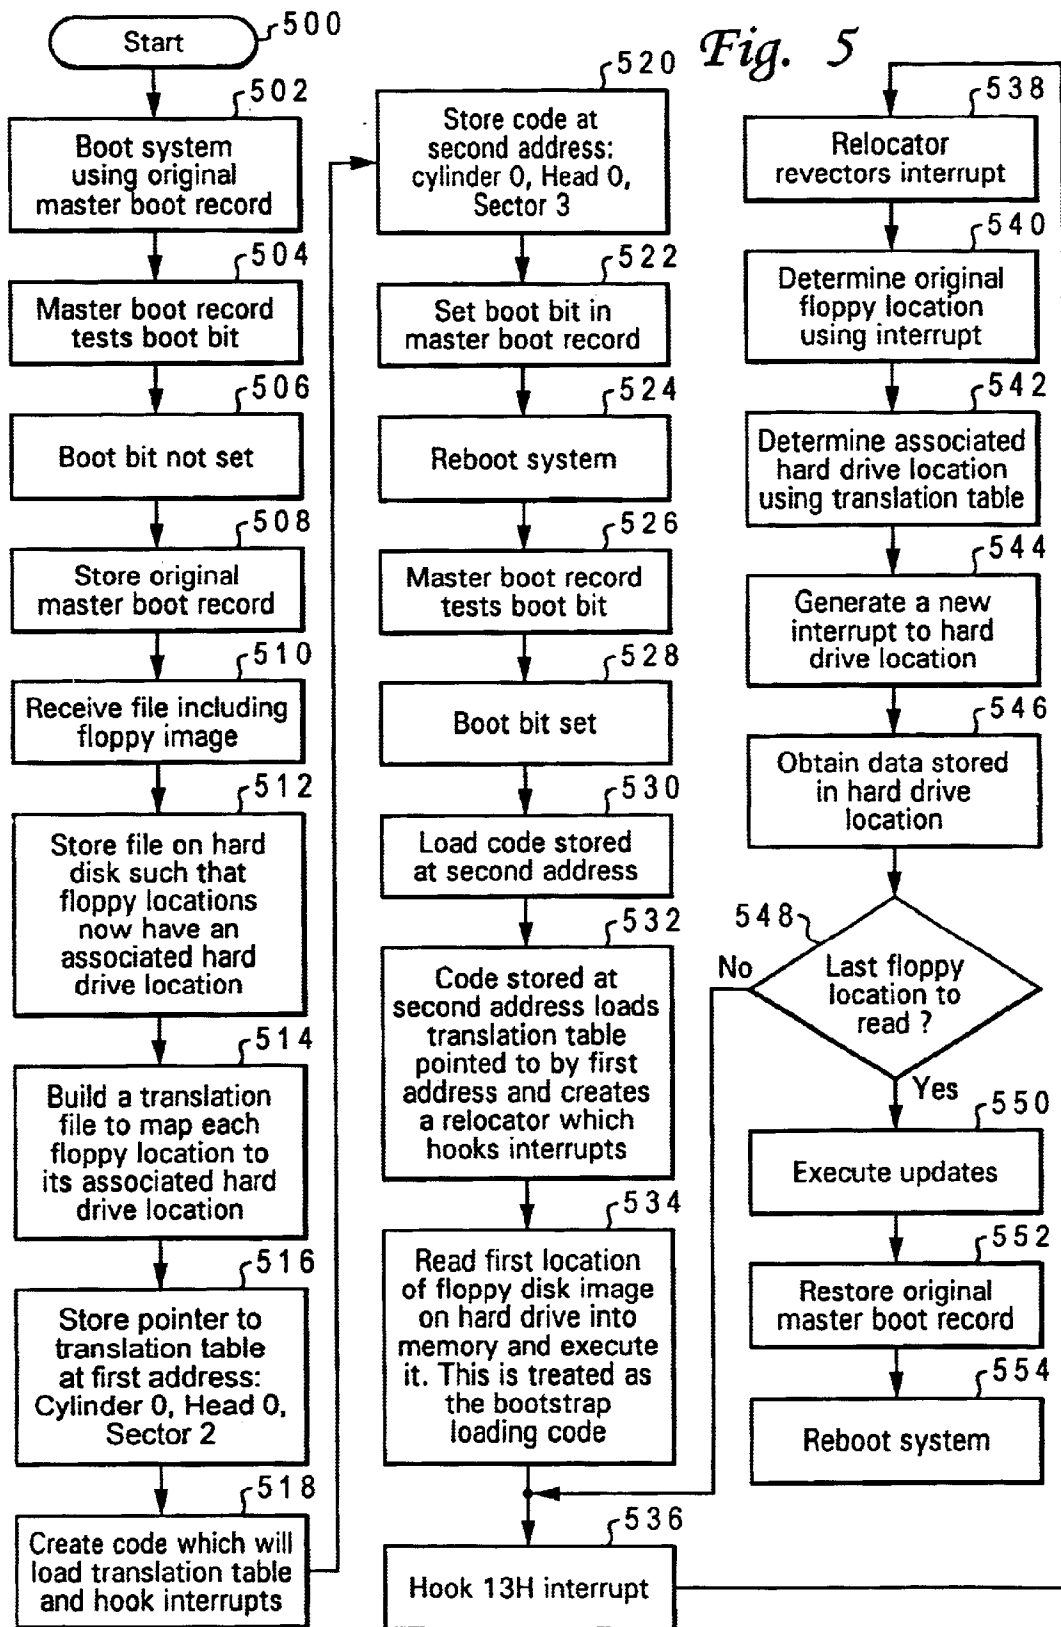 Fig. 5
500
Start
502
Boot system
using original
master boot record
504
Master boot record
tests boot bit
506
Boot bit not set
508
Store original
master boot record
510
Receive file including
floppy image
512
Store file on hard
disk such that
floppy locations
now have an
associated hard
drive location
514
Build a translation
file to map each
floppy location to
its associated hard
drive location
516
Store pointer to
translation table
at first address:
Cylinder 0, Head 0,
Sector 2
518
Create code which will
load translation table
and hook interrupts
520
Store code at
second address:
cylinder 0, Head 0,
Sector 3
522
Set boot bit in
master boot record
524
Reboot system
526
Master boot record
tests boot bit
528
Boot bit set
530
Load code stored
at second address
532
Code stored at
second address loads
translation table
pointed to by first
address and creates
a relocator which
hooks interrupts
534
Read first location
of floppy disk image
on hard drive into
memory and execute
it. This is treated as
the bootstrap
loading code
536
Hook 13H interrupt
538
Relocator
revectors interrupt
540
Determine original
floppy location
using interrupt
542
Determine associated
hard drive location
using translation table
544
Generate a new
interrupt to hard
drive location
546
Obtain data stored
in hard drive
location
548
No
Last floppy
location to
read ?
Yes
550
Execute updates
552
Restore original
master boot record
554
Reboot system